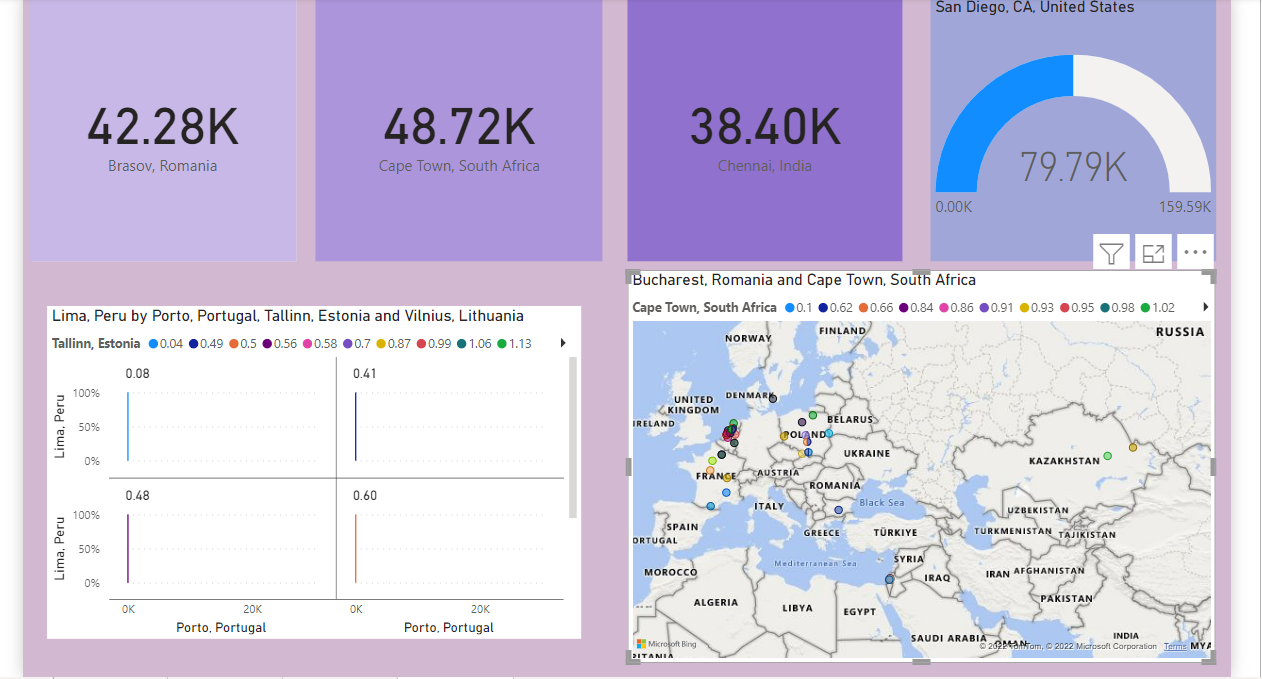 San Diego, CA, United States
42.28K
Brasov, Romania
48.72K
Cape Town, South Africa
38.40K
Chennai, India
79.79K
0.00K
159.59K
Lima, Peru by Porto, Portugal, Tallinn, Estonia and Vilnius, Lithuania
Tallinn, Estonia 0.04 0.49 0.5 0.56 0.58 0.7 0.87 0.99 1.06 1.13
0.08
0.41
100%
50%
0%
Lima, Peru
0.48
0.60
100%
50%
0%
Lima, Peru
0K 20K 0K 20K
Porto, Portugal Porto, Portugal
Bucharest, Romania and Cape Town, South Africa
Cape Town, South Africa 0.1 0.62 0.66 0.84 0.86 0.91 0.93 0.95 0.98 1.02
NORWAY
FINLAND
RUSSIA
UNITED
KINGDOM
DENMARK
IRELAND
BELARUS
POLAND
UKRAINE
KAZAKHSTAN
FRANCE
AUSTRIA
ROMANIA
ITALY
Black Sea
UZBEKISTAN
SPAIN
GREECE
TÜRKİYE
TURKMENISTAN
TAJIKISTAN
ORTUGAL
Mediterranean Sea
SYRIA
MOROCCO
IRAQ
IRAN
AFGHANISTAN
PAKISTAN
ALGERIA
LIBYA
EGYPT
SAUDI ARABIA
OMAN
INDIA
MYA
RITANIA
Microsoft Bing
© 2022 TomTom, © 2022 Microsoft Corporation Terms